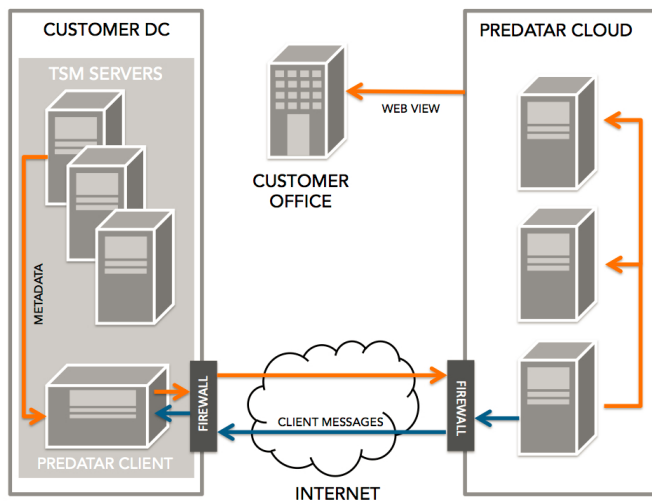 CUSTOMER DC
TSM SERVERS
METADATA
PREDATAR CLIENT
FIREWALL
CUSTOMER
OFFICE
WEB VIEW
CLIENT MESSAGES
INTERNET
PREDATAR CLOUD
FIREWALL